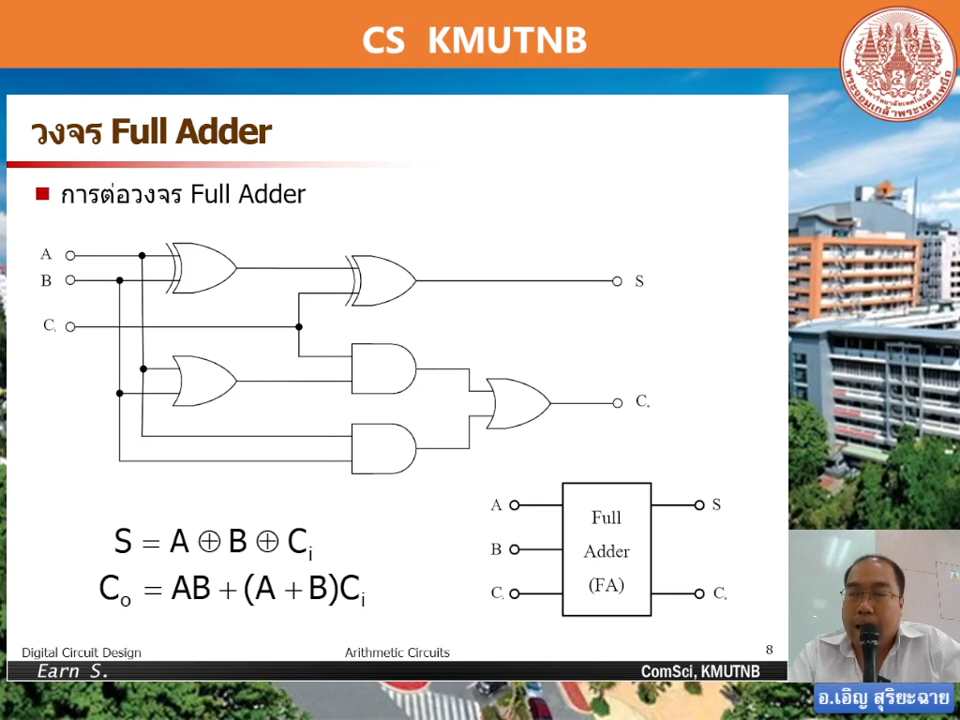 CS KMUTNB
วงจร Full Adder
การต่อวงจร Full Adder
A
B
Cᵢ
S
Cₒ
A
B
Cᵢ
Full
Adder
(FA)
S
Cₒ
S = A ⊕ B ⊕ Cᵢ
Cₒ = AB + (A + B)Cᵢ
Digital Circuit Design
Arithmetic Circuits
8
Earn S.
ComSci, KMUTNB
อ.เอิญ สุริยะฉาย